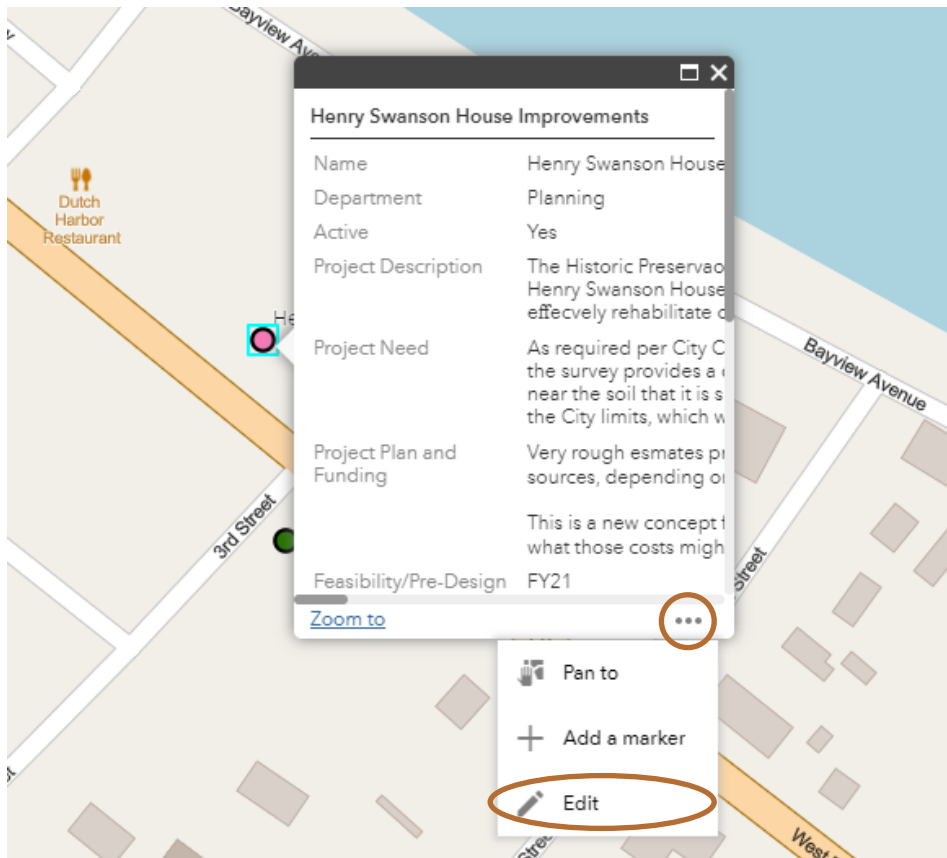 Bayview Ave
Dutch
Harbor
Restaurant
Henry Swanson House Improvements
Name Henry Swanson House
Department Planning
Active Yes
Project Description The Historic Preservao
Henry Swanson House
effecvely rehabilitate
He
Project Need As required per City C
the survey provides a
near the soil that it is s
the City limits, which w
Bayview Avenue
Project Plan and Very rough esmates pr
Funding sources, depending or
This is a new concept f
what those costs migh
3rd Street
Street
Feasibility/Pre-Design FY21
Zoom to
Pan to
Add a marker
Edit
West